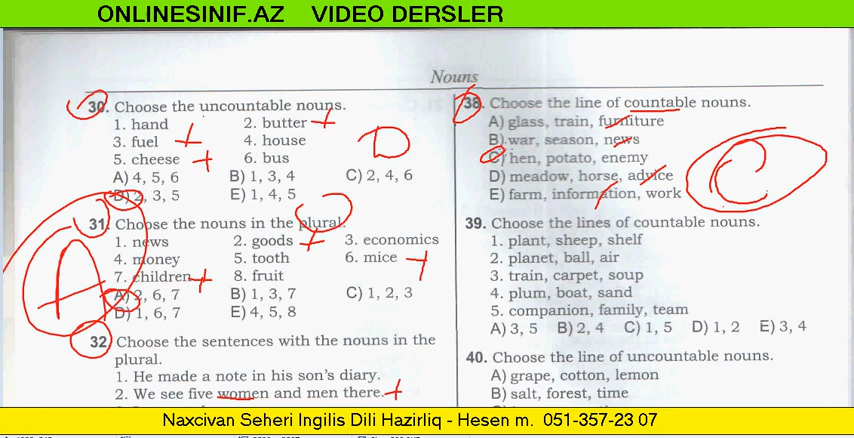 ONLINESINIF.AZ VIDEO DERSLER
Nouns
30. Choose the uncountable nouns.
1. hand 2. butter
3. fuel 4. house
5. cheese 6. bus
A) 4, 5, 6 B) 1, 3, 4 C) 2, 4, 6
D) 2, 3, 5 E) 1, 4, 5
D
31. Choose the nouns in the plural.
1. news 2. goods 3. economics
4. money 5. tooth 6. mice
7. children 8. fruit
A) 2, 6, 7 B) 1, 3, 7 C) 1, 2, 3
D) 1, 6, 7 E) 4, 5, 8
A
32. Choose the sentences with the nouns in the
plural.
1. He made a note in his son's diary.
2. We see five women and men there.
38. Choose the line of countable nouns.
A) glass, train, furniture
B) war, season, news
C) hen, potato, enemy
D) meadow, horse, advice
E) farm, information, work
C
39. Choose the lines of countable nouns.
1. plant, sheep, shelf
2. planet, ball, air
3. train, carpet, soup
4. plum, boat, sand
5. companion, family, team
A) 3, 5 B) 2, 4 C) 1, 5 D) 1, 2 E) 3, 4
40. Choose the line of uncountable nouns.
A) grape, cotton, lemon
B) salt, forest, time
Naxcivan Seheri Ingilis Dili Hazirliq - Hesen m. 051-357-23 07